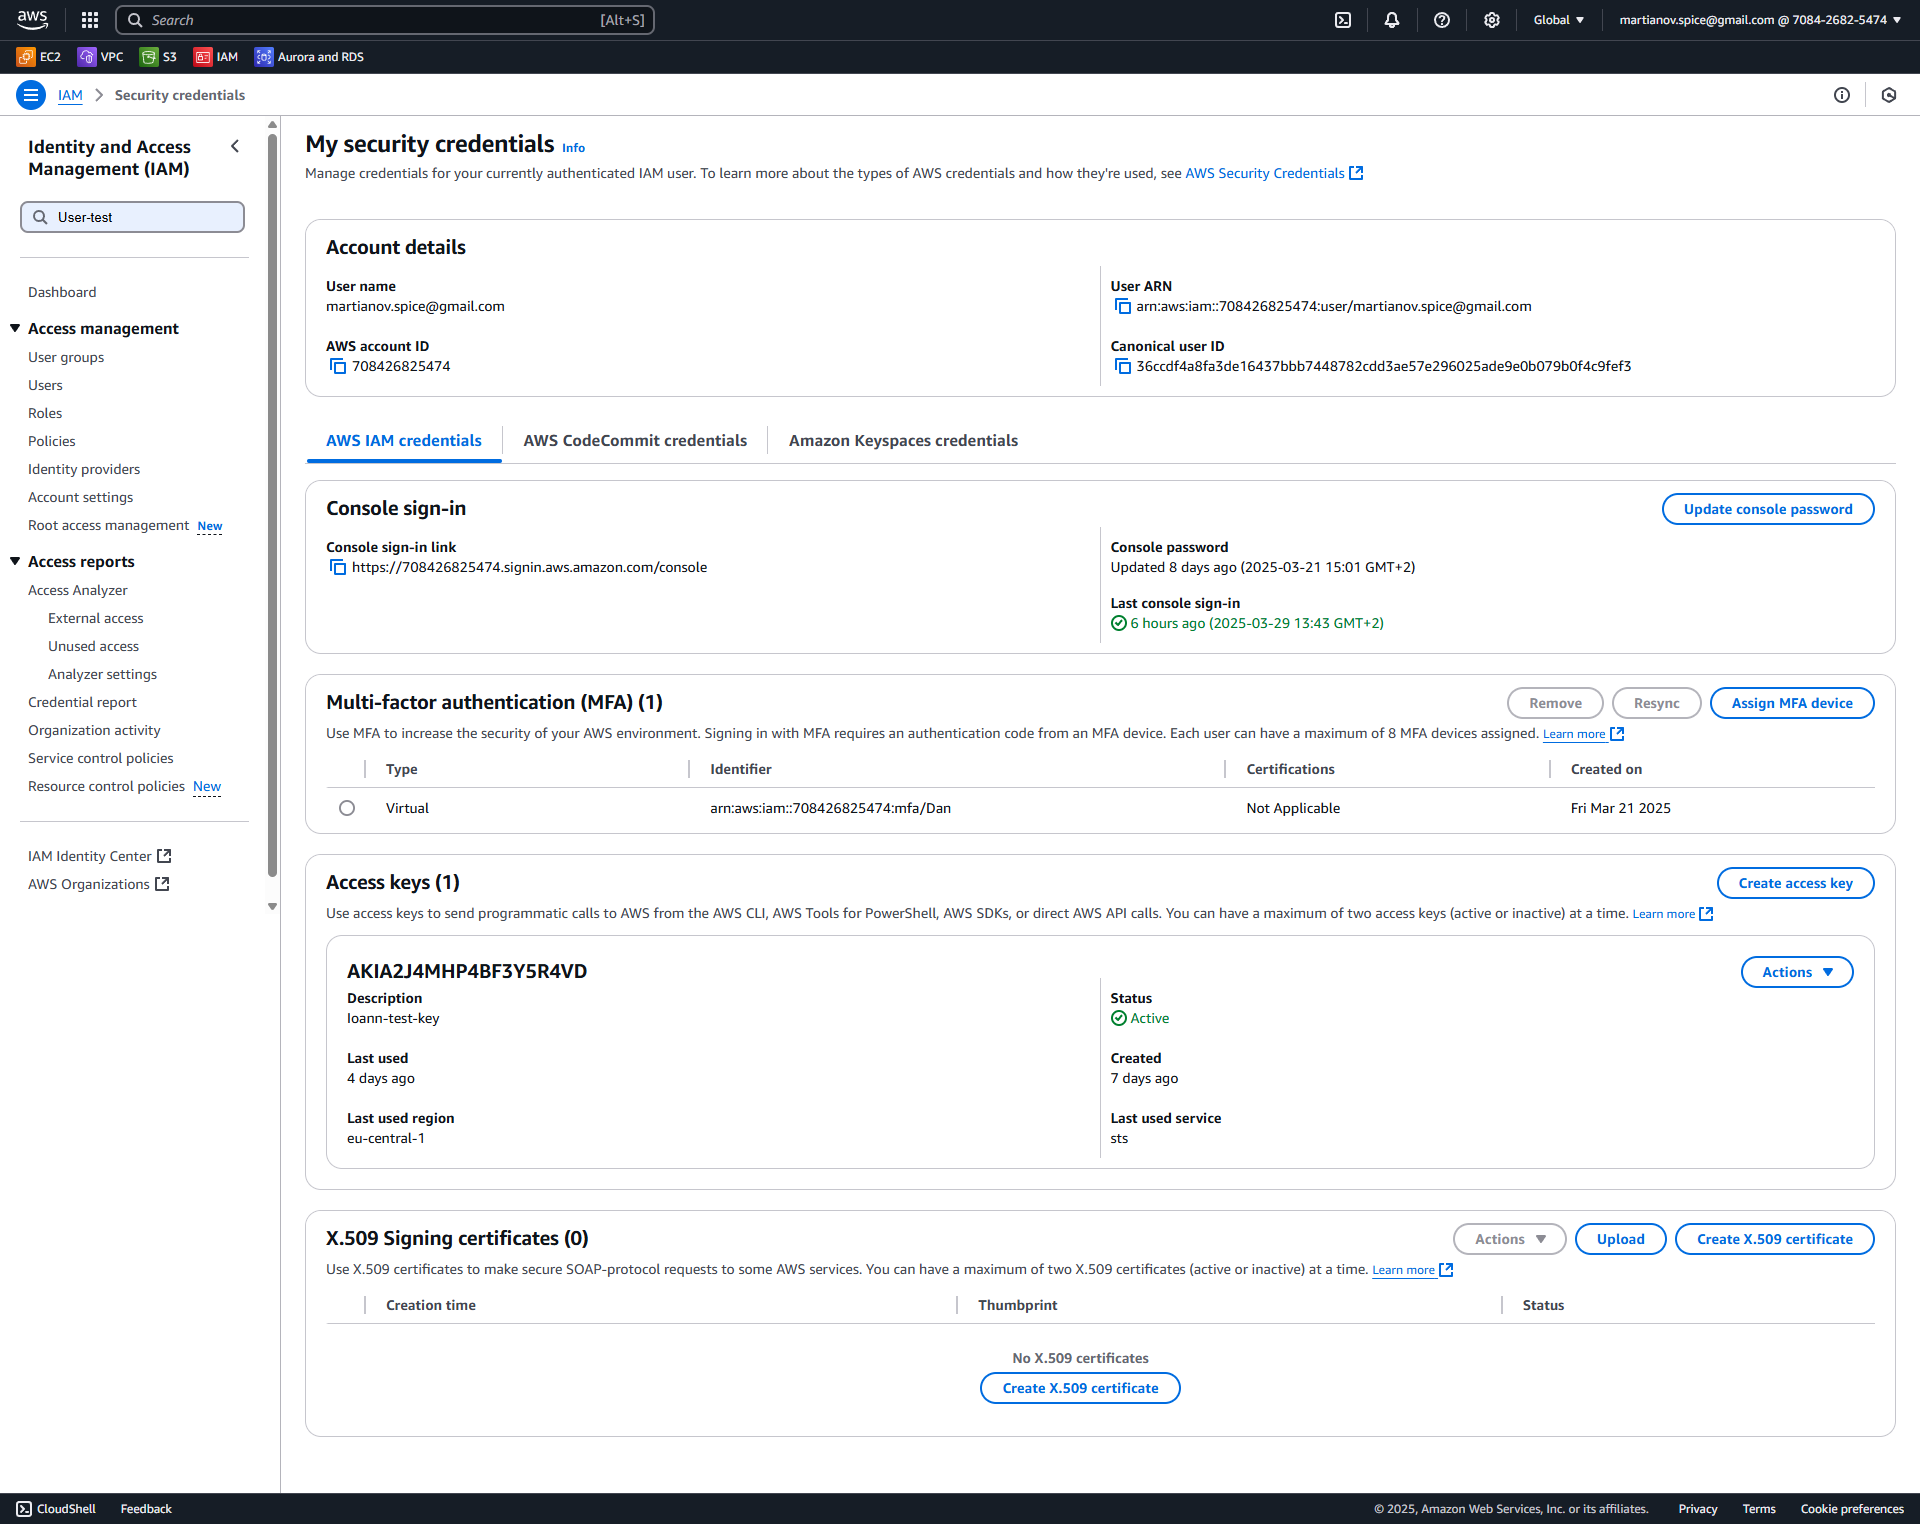 aws
Search [Alt+S]
Global
martianov.spice@gmail.com @ 7084-2682-5474
EC2 VPC S3 IAM Aurora and RDS
IAM > Security credentials
Identity and Access
Management (IAM)
User-test
Dashboard
Access management
User groups
Users
Roles
Policies
Identity providers
Account settings
Root access management New
Access reports
Access Analyzer
External access
Unused access
Analyzer settings
Credential report
Organization activity
Service control policies
Resource control policies New
IAM Identity Center
AWS Organizations
My security credentials Info
Manage credentials for your currently authenticated IAM user. To learn more about the types of AWS credentials and how they're used, see AWS Security Credentials
Account details
User name
martianov.spice@gmail.com
AWS account ID
708426825474
User ARN
arn:aws:iam::708426825474:user/martianov.spice@gmail.com
Canonical user ID
36ccdf4a8fa3de16437bbb7448782cdd3ae57e296025ade9e0b079b0f4c9fef3
AWS IAM credentials AWS CodeCommit credentials Amazon Keyspaces credentials
Console sign-in
Update console password
Console sign-in link
https://708426825474.signin.aws.amazon.com/console
Console password
Updated 8 days ago (2025-03-21 15:01 GMT+2)
Last console sign-in
6 hours ago (2025-03-29 13:43 GMT+2)
Multi-factor authentication (MFA) (1)
Remove Resync Assign MFA device
Use MFA to increase the security of your AWS environment. Signing in with MFA requires an authentication code from an MFA device. Each user can have a maximum of 8 MFA devices assigned. Learn more
Type Identifier Certifications Created on
Virtual arn:aws:iam::708426825474:mfa/Dan Not Applicable Fri Mar 21 2025
Access keys (1)
Create access key
Use access keys to send programmatic calls to AWS from the AWS CLI, AWS Tools for PowerShell, AWS SDKs, or direct AWS API calls. You can have a maximum of two access keys (active or inactive) at a time. Learn more
AKIA2J4MHP4BF3Y5R4VD
Actions
Description
Ioann-test-key
Status
Active
Last used
4 days ago
Created
7 days ago
Last used region
eu-central-1
Last used service
sts
X.509 Signing certificates (0)
Actions Upload Create X.509 certificate
Use X.509 certificates to make secure SOAP-protocol requests to some AWS services. You can have a maximum of two X.509 certificates (active or inactive) at a time. Learn more
Creation time Thumbprint Status
No X.509 certificates
Create X.509 certificate
CloudShell Feedback
© 2025, Amazon Web Services, Inc. or its affiliates. Privacy Terms Cookie preferences